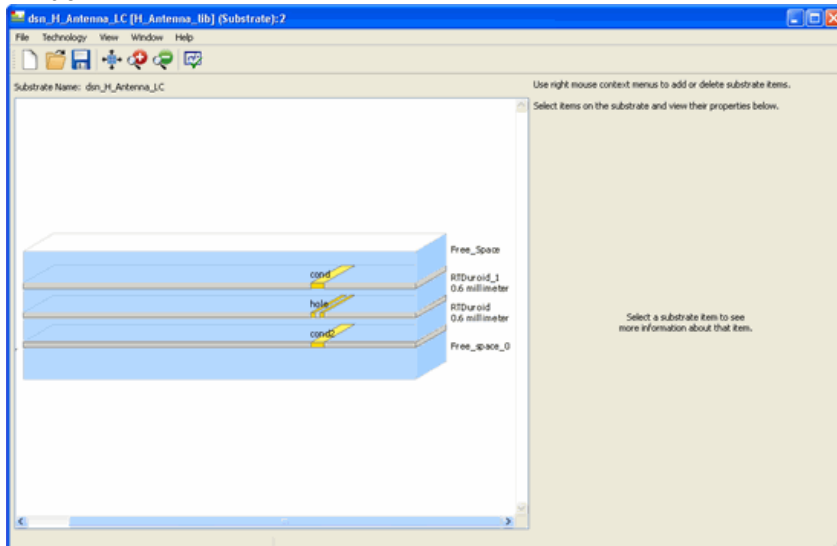 dsn_H_Antenna_LC [H_Antenna_lib] (Substrate):2
File Technology View Window Help
Substrate Name: dsn_H_Antenna_LC
Use right mouse context menus to add or delete substrate items.
Select items on the substrate and view their properties below.
Free_Space
cond
RTDuroid_1
0.6 millimeter
hole
RTDuroid
0.6 millimeter
cond2
Free_space_0
Select a substrate item to see
more information about that item.